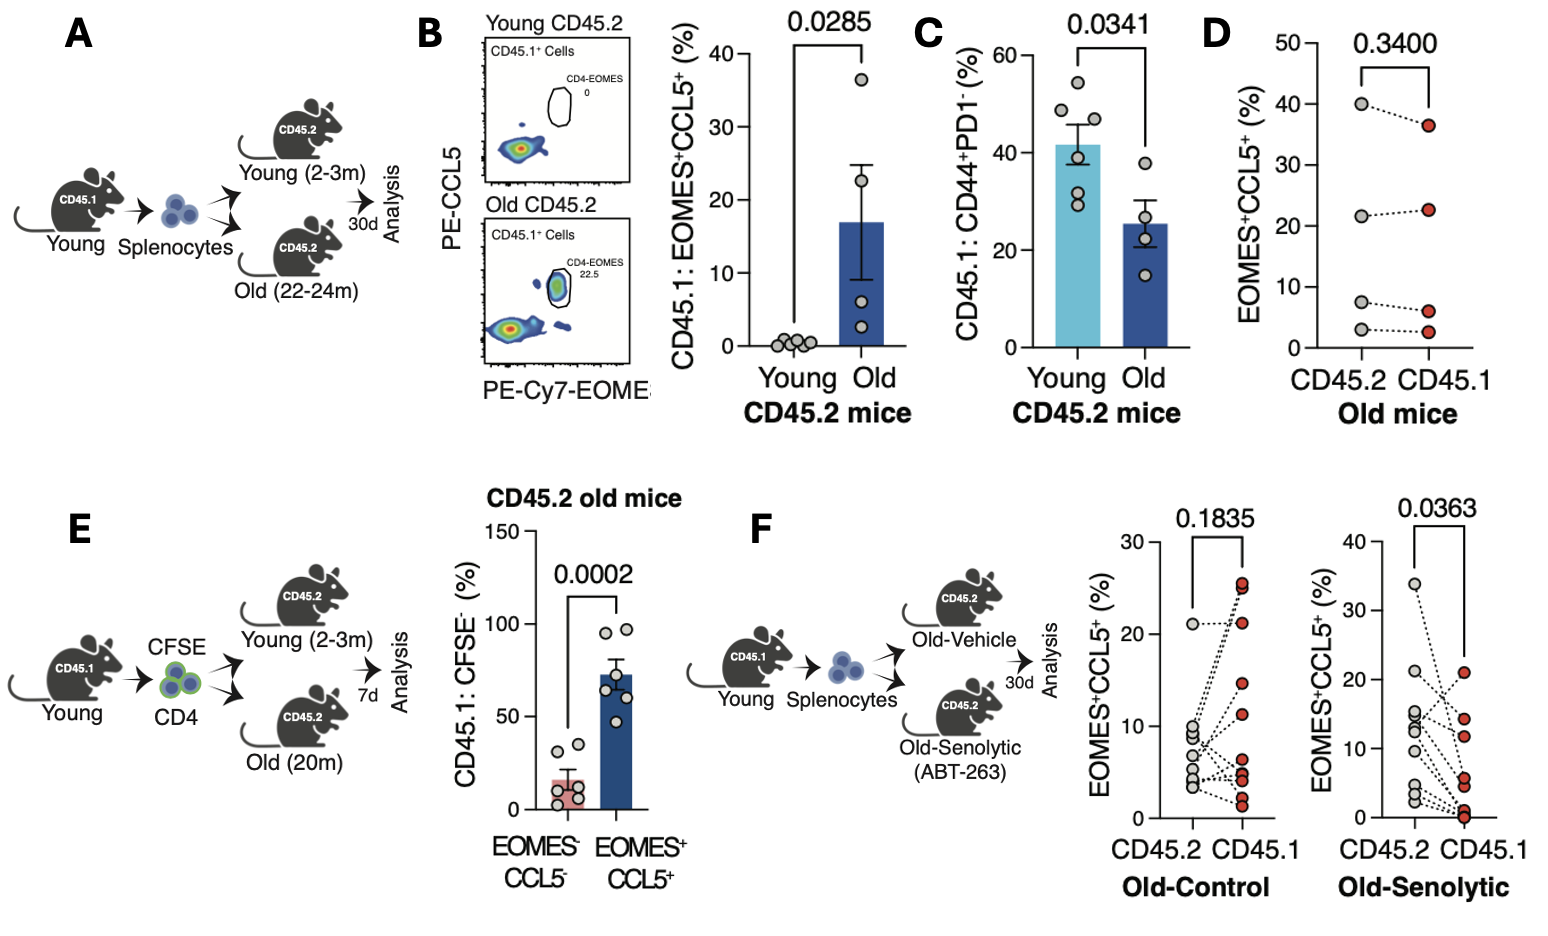 A
CD45.1
Young
Splenocytes
CD45.2
Young (2-3m)
CD45.2
Old (22-24m)
30d
Analysis
B
Young CD45.2
CD45.1⁺ Cells
CD4-EOMES
0
Old CD45.2
CD45.1⁺ Cells
CD4-EOMES
22.5
PE-CCL5
PE-Cy7-EOME
CD45.1: EOMES⁺CCL5⁺ (%)
0.0285
40
30
20
10
0
Young Old
CD45.2 mice
C
CD45.1: CD44⁺PD1⁻ (%)
0.0341
60
40
20
0
Young Old
CD45.2 mice
D
EOMES⁺CCL5⁺ (%)
0.3400
50
40
30
20
10
0
CD45.2 CD45.1
Old mice
E
CD45.1
Young
CFSE
CD4
CD45.2
Young (2-3m)
CD45.2
Old (20m)
7d
Analysis
CD45.2 old mice
CD45.1: CFSE⁻ (%)
0.0002
150
100
50
0
EOMES⁻ EOMES⁺
CCL5⁻ CCL5⁺
F
CD45.1
Young
Splenocytes
CD45.2
Old-Vehicle
CD45.2
Old-Senolytic
(ABT-263)
30d
Analysis
EOMES⁺CCL5⁺ (%)
0.1835
30
20
10
0
CD45.2 CD45.1
Old-Control
EOMES⁺CCL5⁺ (%)
0.0363
40
30
20
10
0
CD45.2 CD45.1
Old-Senolytic